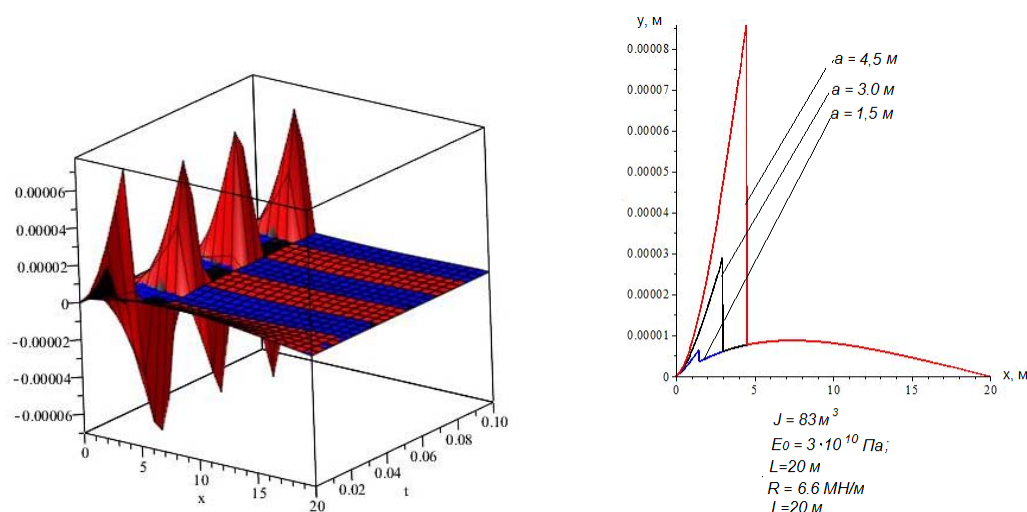 0.00006
0.00004
0.00002
0
-0.00002
-0.00004
-0.00006
0
5
10
15
20
x
0.02
0.04
0.06
0.08
0.10
t
y, м
0.00008
0.00007
0.00006
0.00005
0.00004
0.00003
0.00002
0.00001
0
0 5 10 15 20
x, м
a = 4,5 м
a = 3.0 м
a = 1,5 м
J = 83 м³
E₀ = 3·10¹⁰ Па;
L=20 м
R = 6.6 МН/м
L=20 м